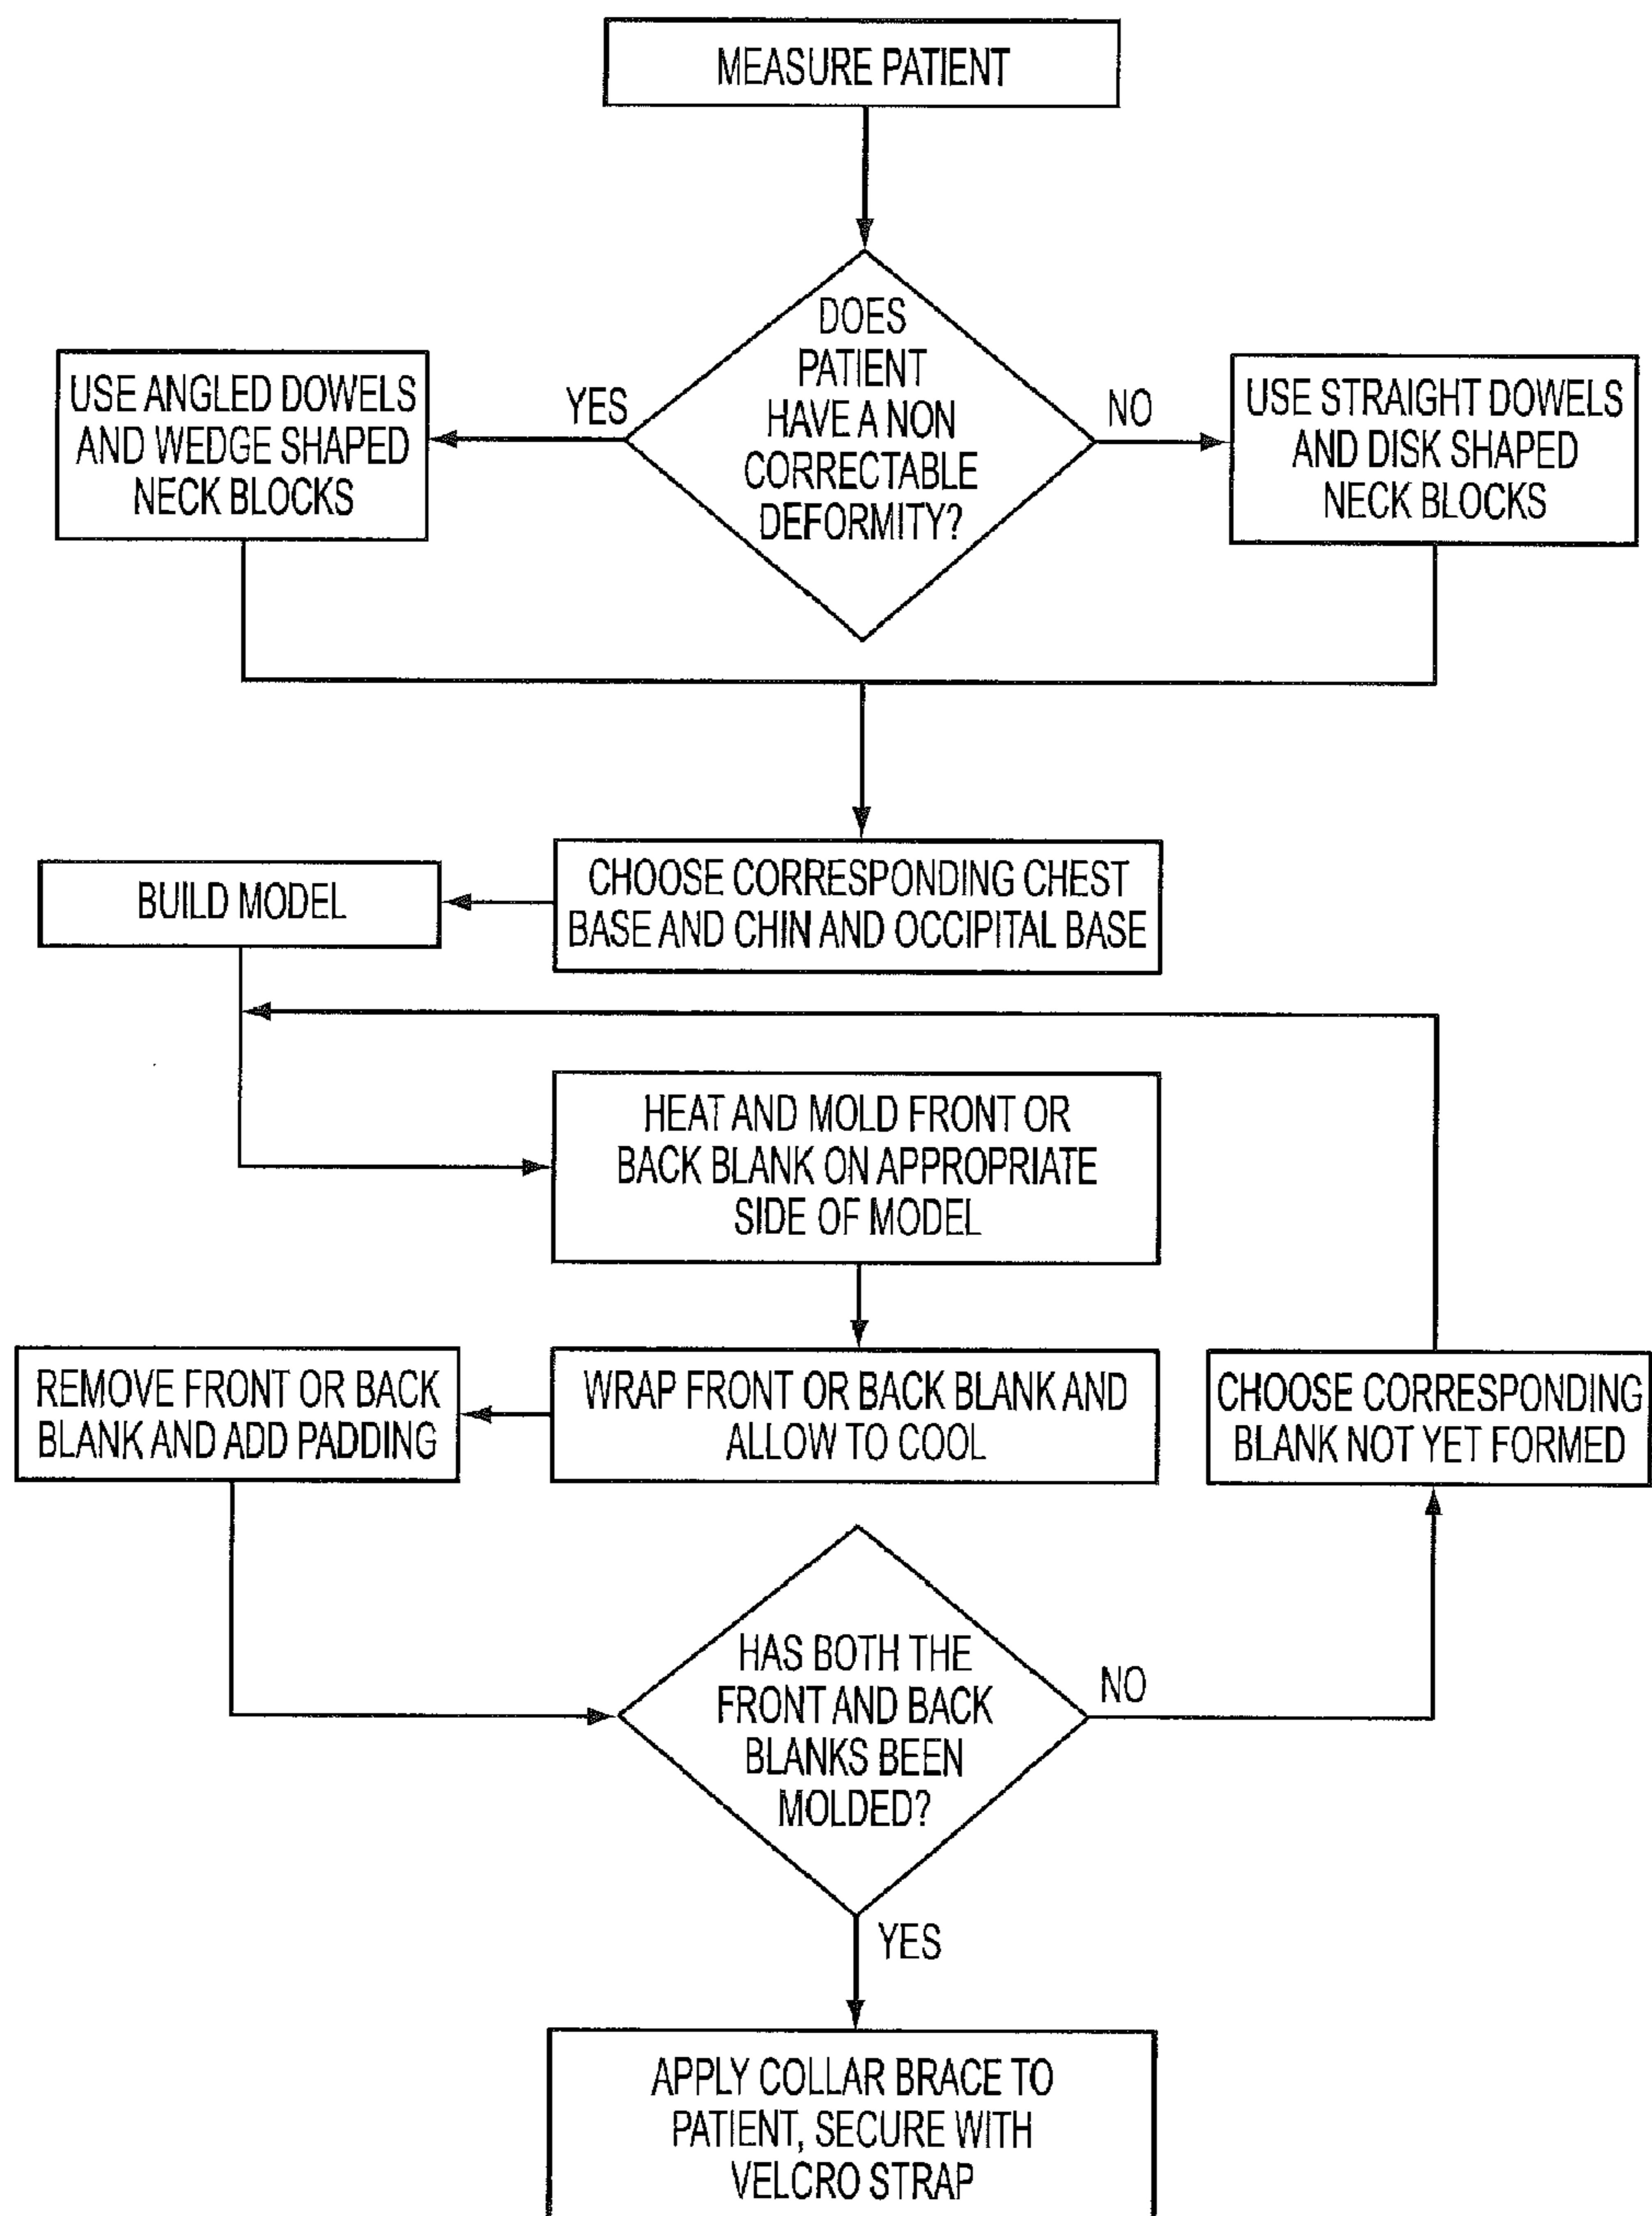 MEASURE PATIENT
DOES
PATIENT
HAVE A NON
CORRECTABLE
DEFORMITY?
YES
NO
USE ANGLED DOWELS
AND WEDGE SHAPED
NECK BLOCKS
USE STRAIGHT DOWELS
AND DISK SHAPED
NECK BLOCKS
CHOOSE CORRESPONDING CHEST
BASE AND CHIN AND OCCIPITAL BASE
BUILD MODEL
HEAT AND MOLD FRONT OR
BACK BLANK ON APPROPRIATE
SIDE OF MODEL
WRAP FRONT OR BACK BLANK AND
ALLOW TO COOL
REMOVE FRONT OR BACK
BLANK AND ADD PADDING
HAS BOTH THE
FRONT AND BACK
BLANKS BEEN
MOLDED?
NO
CHOOSE CORRESPONDING
BLANK NOT YET FORMED
YES
APPLY COLLAR BRACE TO
PATIENT, SECURE WITH
VELCRO STRAP